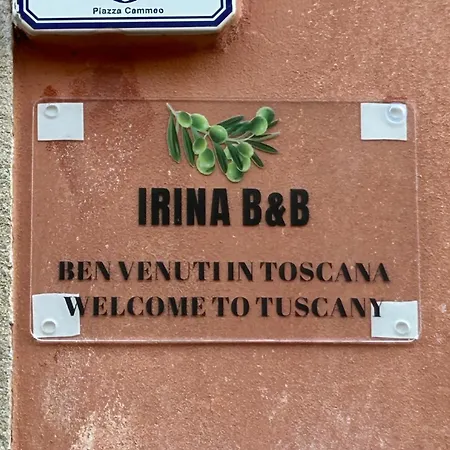 Piazza Cammeo
IRINA B&B
BEN VENUTI IN TOSCANA
WELCOME TO TUSCANY